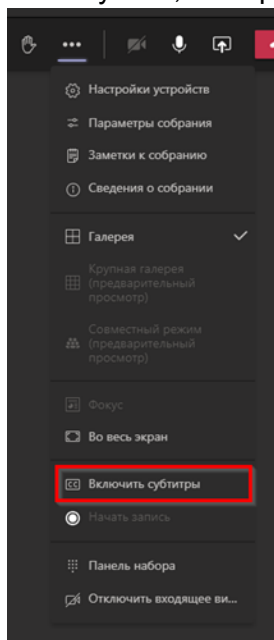 Настройки устройств
Параметры собрания
Заметки к собранию
Сведения о собрании
Галерея
Крупная галерея
(предварительный
просмотр)
Совместный режим
(предварительный
просмотр)
Фокус
Во весь экран
CC Включить субтитры
Начать запись
Панель набора
Отключить входящее ви...